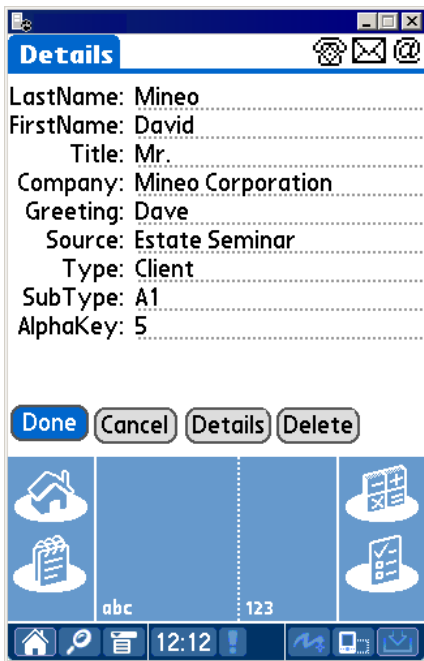 Details
LastName: Mineo
FirstName: David
Title: Mr.
Company: Mineo Corporation
Greeting: Dave
Source: Estate Seminar
Type: Client
SubType: A1
AlphaKey: 5
Done Cancel Details Delete
abc 123
12:12